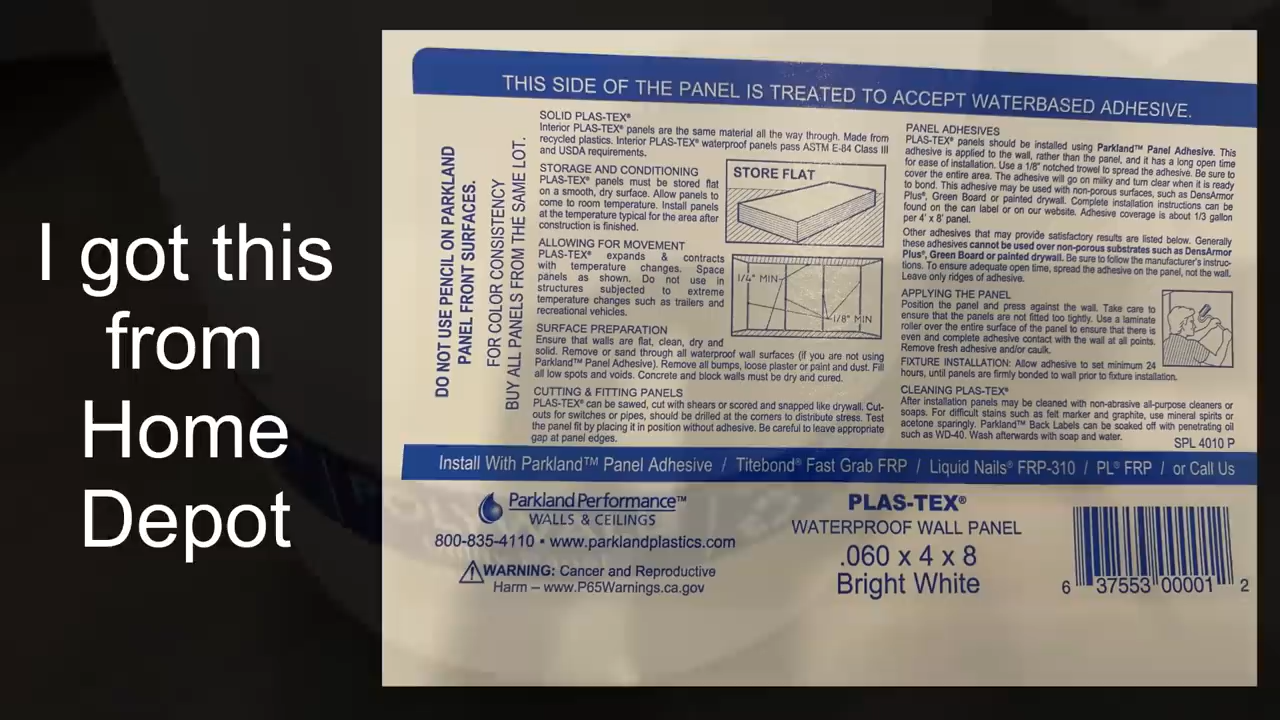 I got this
from
Home
Depot
THIS SIDE OF THE PANEL IS TREATED TO ACCEPT WATERBASED ADHESIVE.
DO NOT USE PENCIL ON PARKLAND
PANEL FRONT SURFACES.
FOR COLOR CONSISTENCY
BUY ALL PANELS FROM THE SAME LOT.
SOLID PLAS-TEX®
Interior PLAS-TEX® panels are the same material all the way through. Made from
recycled plastics. Interior PLAS-TEX® waterproof panels pass ASTM E-84 Class III
and USDA requirements.
STORAGE AND CONDITIONING
PLAS-TEX® panels must be stored flat
on a smooth, dry surface. Allow panels to
come to room temperature. Install panels
at the temperature typical for the area after
construction is finished.
STORE FLAT
ALLOWING FOR MOVEMENT
PLAS-TEX® expands & contracts
with temperature changes. Space
panels as shown. Do not use in
structures subjected to extreme
temperature changes such as trailers and
recreational vehicles.
1/4" MIN
1/8" MIN
SURFACE PREPARATION
Ensure that walls are flat, clean, dry and
solid. Remove or sand through all waterproof wall surfaces (if you are not using
Parkland™ Panel Adhesive). Remove all bumps, loose plaster or paint and dust. Fill
all low spots and voids. Concrete and block walls must be dry and cured.
CUTTING & FITTING PANELS
PLAS-TEX® can be sawed, cut with shears or scored and snapped like drywall. Cut-
outs for switches or pipes, should be drilled at the corners to distribute stress. Test
the panel fit by placing it in position without adhesive. Be careful to leave appropriate
gap at panel edges.
PANEL ADHESIVES
PLAS-TEX® panels should be installed using Parkland™ Panel Adhesive. This
adhesive is applied to the wall, rather than the panel, and it has a long open time
for ease of installation. Use a 1/8" notched trowel to spread the adhesive. Be sure to
cover the entire area. The adhesive will go on milky and turn clear when it is ready
to bond. This adhesive may be used with non-porous surfaces, such as DensArmor
Plus®, Green Board or painted drywall. Complete installation instructions can be
found on the can label or on our website. Adhesive coverage is about 1/3 gallon
per 4' x 8' panel.
Other adhesives that may provide satisfactory results are listed below. Generally
these adhesives cannot be used over non-porous substrates such as DensArmor
Plus®, Green Board or painted drywall. Be sure to follow the manufacturer's instruc-
tions. To ensure adequate open time, spread the adhesive on the panel, not the wall.
Leave only ridges of adhesive.
APPLYING THE PANEL
Position the panel and press against the wall. Take care to
ensure that the panels are not fitted too tightly. Use a laminate
roller over the entire surface of the panel to ensure that there is
even and complete adhesive contact with the wall at all points.
Remove fresh adhesive and/or caulk.
FIXTURE INSTALLATION: Allow adhesive to set minimum 24
hours, until panels are firmly bonded to wall prior to fixture installation.
CLEANING PLAS-TEX®
After installation panels may be cleaned with non-abrasive all-purpose cleaners or
soaps. For difficult stains such as felt marker and graphite, use mineral spirits or
acetone sparingly. Parkland™ Back Labels can be soaked off with penetrating oil
such as WD-40. Wash afterwards with soap and water.
SPL 4010 P
Install With Parkland™ Panel Adhesive / Titebond® Fast Grab FRP / Liquid Nails® FRP-310 / PL® FRP / or Call Us
Parkland Performance™
WALLS & CEILINGS
800-835-4110 • www.parklandplastics.com
WARNING: Cancer and Reproductive
Harm – www.P65Warnings.ca.gov
PLAS-TEX®
WATERPROOF WALL PANEL
.060 x 4 x 8
Bright White
6 37553 00001 2